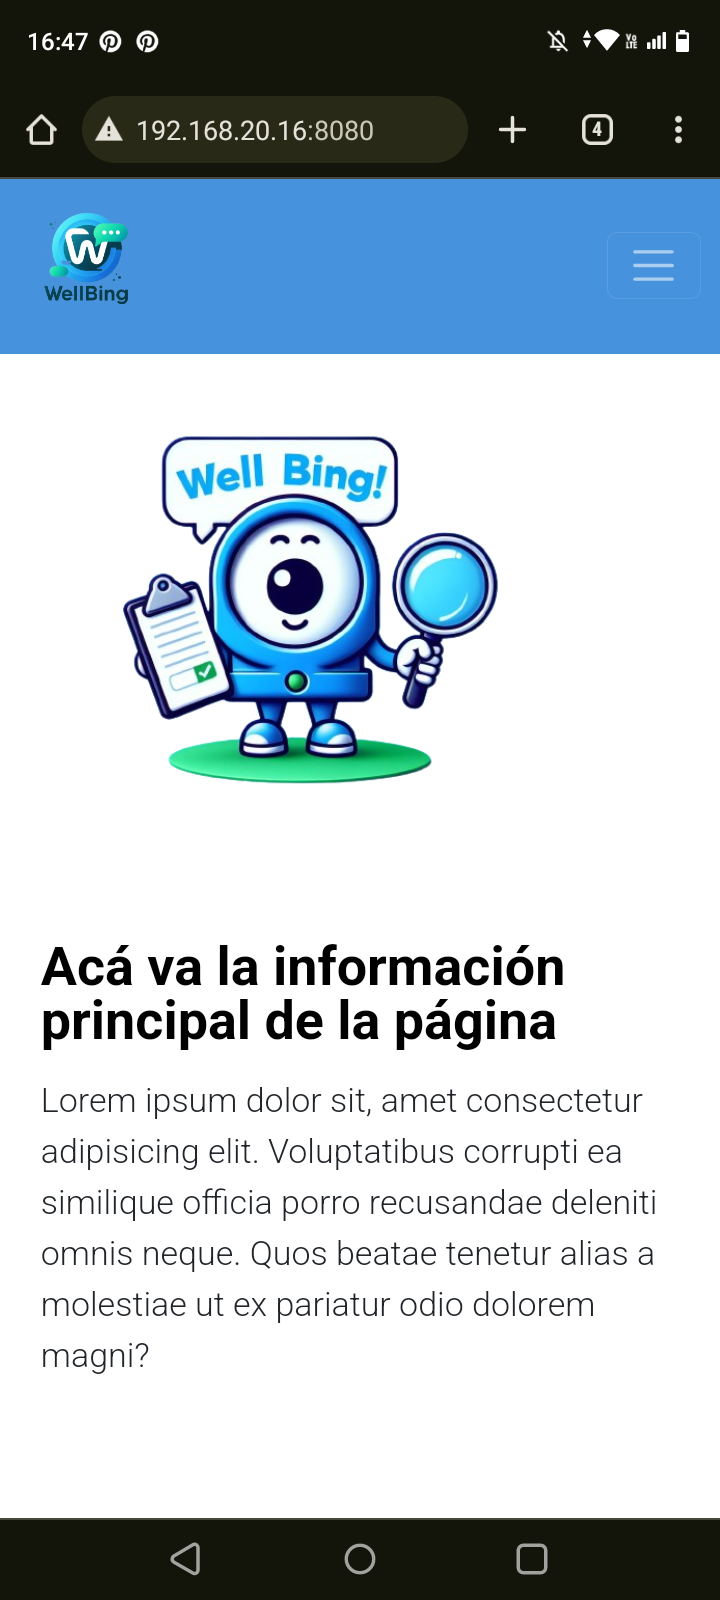 16:47
Vo
LTE
192.168.20.16:8080
4
W
WellBing
Well Bing!
Acá va la información
principal de la página
Lorem ipsum dolor sit, amet consectetur
adipisicing elit. Voluptatibus corrupti ea
similique officia porro recusandae deleniti
omnis neque. Quos beatae tenetur alias a
molestiae ut ex pariatur odio dolorem
magni?